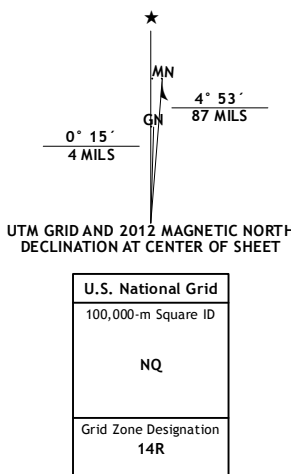 MN
4° 53´
87 MILS
GN
0° 15´
4 MILS
UTM GRID AND 2012 MAGNETIC NORTH
DECLINATION AT CENTER OF SHEET
U.S. National Grid
100,000-m Square ID
NQ
Grid Zone Designation
14R